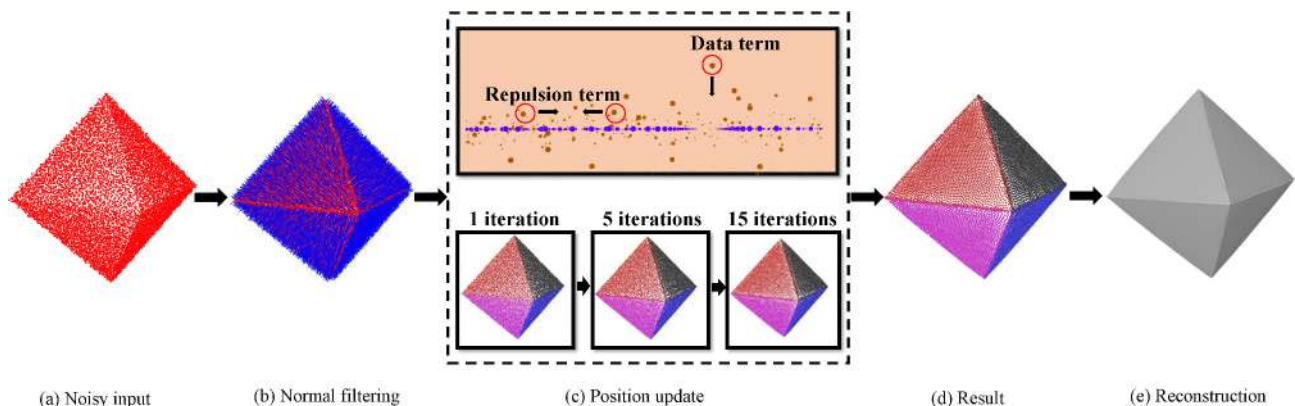 Data term
Repulsion term
1 iteration
5 iterations
15 iterations
(a) Noisy input
(b) Normal filtering
(c) Position update
(d) Result
(e) Reconstruction